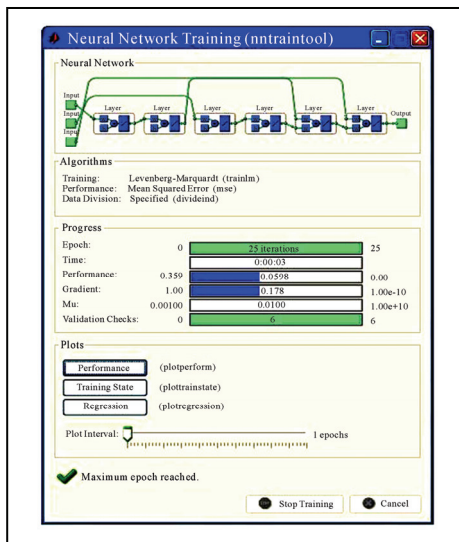 Neural Network Training (nntraintool)
Neural Network
Input
Input
Input
Layer Layer Layer Layer Layer Layer
Output
Algorithms
Training: Levenberg-Marquardt (trainlm)
Performance: Mean Squared Error (mse)
Data Division: Specified (divideind)
Progress
Epoch: 0 25 iterations 25
Time: 0:00:03
Performance: 0.359 0.0598 0.00
Gradient: 1.00 0.178 1.00e-10
Mu: 0.00100 0.0100 1.00e+10
Validation Checks: 0 6 6
Plots
Performance (plotperform)
Training State (plottrainstate)
Regression (plotregression)
Plot Interval: 1 epochs
Maximum epoch reached.
Stop Training Cancel